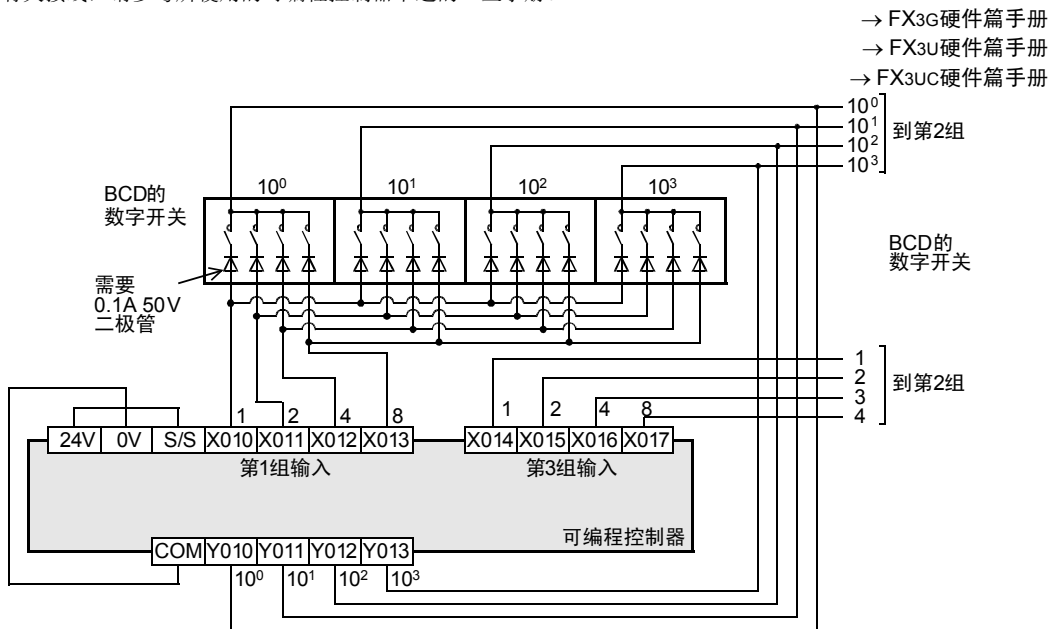 → FX3G硬件篇手册
→ FX3U硬件篇手册
→ FX3UC硬件篇手册
10⁰
10¹
10²
10³
到第2组
BCD的
数字开关
10⁰ 10¹ 10² 10³
BCD的
数字开关
需要
0.1A 50V
二极管
1
2
3
4
到第2组
1 2 4 8 1 2 4 8
24V 0V S/S X010 X011 X012 X013 X014 X015 X016 X017
第1组输入 第3组输入
可编程控制器
COM Y010 Y011 Y012 Y013
10⁰ 10¹ 10² 10³